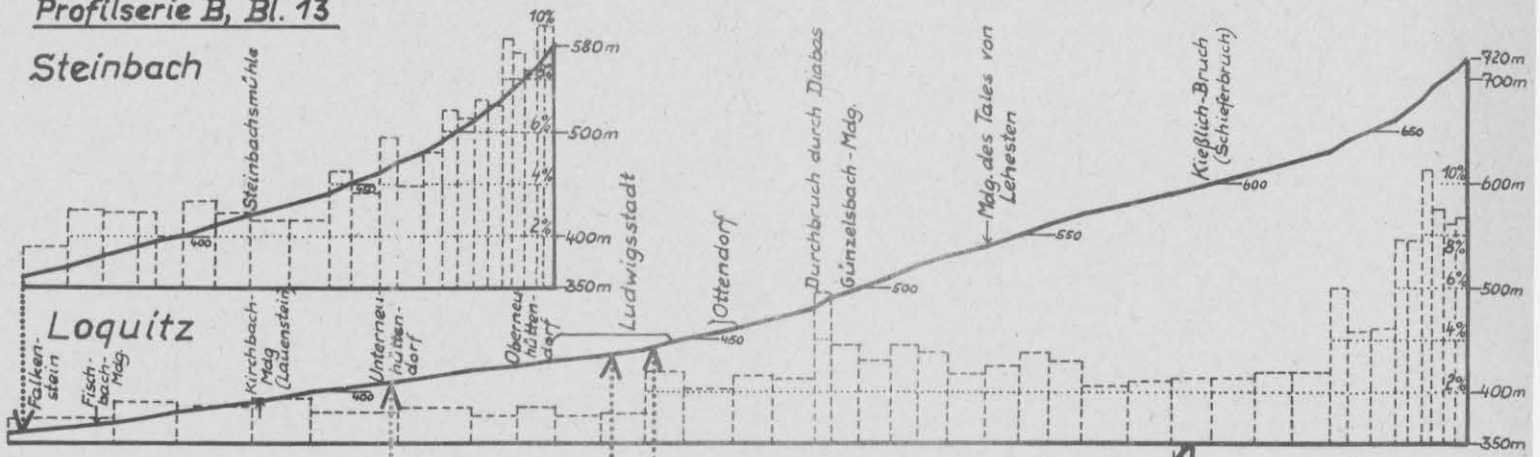 Profilserie B, Bl. 13
Steinbach
Steinbachsmühle
10%
6%
4%
2%
580m
500m
400m
350m
400
Loquitz
Falken-
stein
Fisch-
bach-
Mdg.
Kirchbach-
Mdg
(Lauenstein)
Unterneu-
hütten-
dorf
Oberneu-
hütten-
dorf
Ludwigsstadt
Ottendorf
Durchbruch durch Diabas
Günzelsbach-Mdg.
Mdg. des Tales von
Lehesten
Kießlich-Bruch
(Schieferbruch)
400
450
500
550
600
650
10%
8%
6%
4%
2%
720m
700m
600m
500m
400m
350m